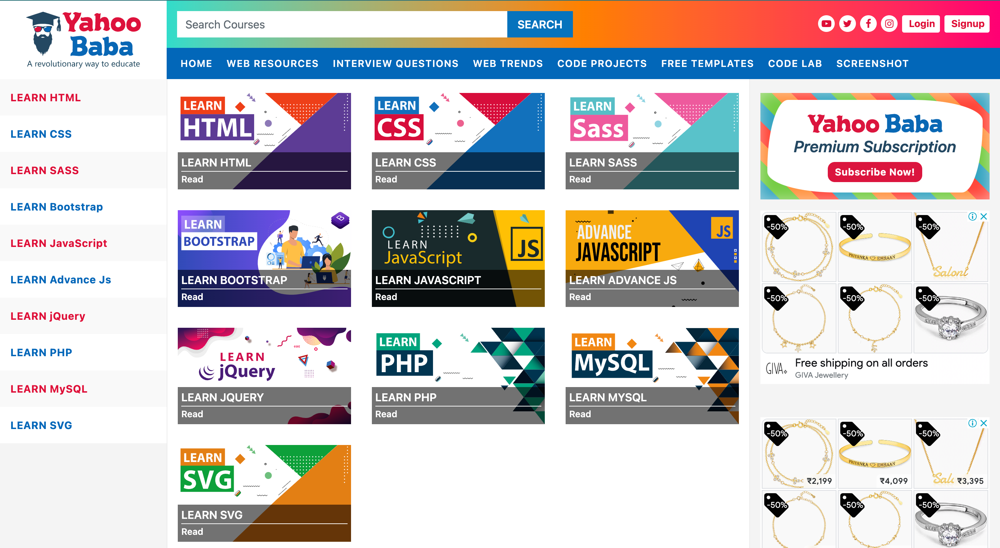 Yahoo
Baba
A revolutionary way to educate
Search Courses
SEARCH
Login
Signup
HOME
WEB RESOURCES
INTERVIEW QUESTIONS
WEB TRENDS
CODE PROJECTS
FREE TEMPLATES
CODE LAB
SCREENSHOT
LEARN HTML
LEARN CSS
LEARN SASS
LEARN Bootstrap
LEARN JavaScript
LEARN Advance Js
LEARN jQuery
LEARN PHP
LEARN MySQL
LEARN SVG
LEARN
HTML
LEARN HTML
Read
LEARN
CSS
LEARN CSS
Read
LEARN
Sass
LEARN SASS
Read
LEARN
BOOTSTRAP
B
LEARN BOOTSTRAP
Read
LEARN
JavaScript
JS
LEARN JAVASCRIPT
Read
ADVANCE
JAVASCRIPT
JS
LEARN ADVANCE JS
Read
LEARN
jQuery
LEARN JQUERY
Read
LEARN
PHP
LEARN PHP
Read
LEARN
MySQL
LEARN MYSQL
Read
LEARN
SVG
LEARN SVG
Read
Yahoo Baba
Premium Subscription
Subscribe Now!
-50%
-50%
PRIYANKA ♡ EHSAAN
-50%
Saloni
-50%
-50%
-50%
GIVA
Free shipping on all orders
GIVA Jewellery
-50%
₹2,199
-50%
PRIYANKA ♡ EHSAAN
₹4,099
-50%
₹3,395
-50%
-50%
-50%